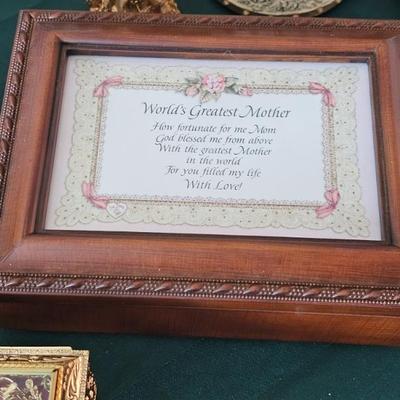 World's Greatest Mother
How fortunate for me Mom
God blessed me from above
With the greatest Mother
in the world
For you filled my life
With Love!